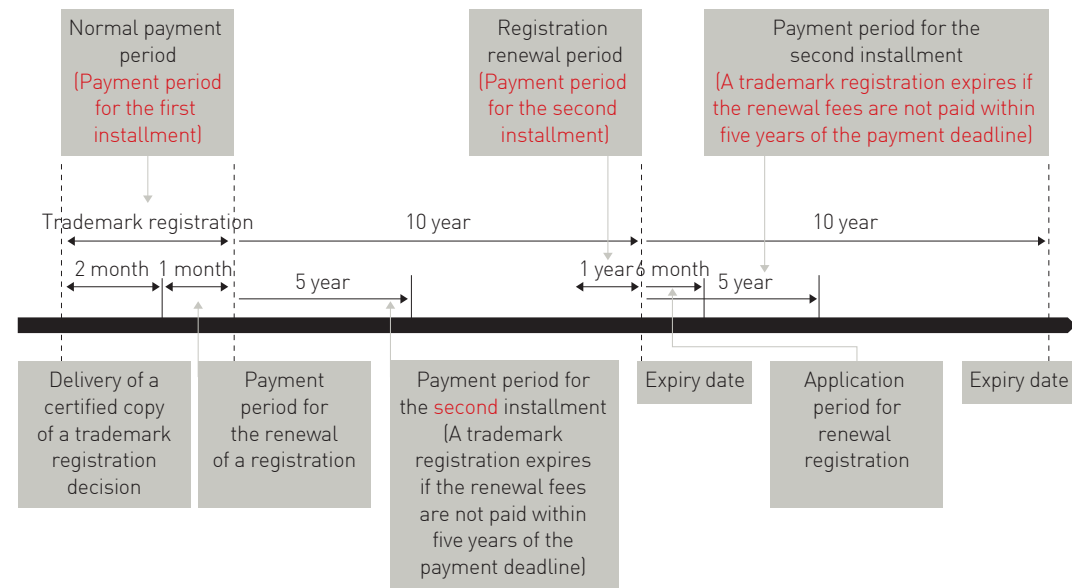 Normal payment
period
(Payment period
for the first
installment)
Registration
renewal period
(Payment period
for the second
installment)
Payment period for the
second installment
(A trademark registration expires if
the renewal fees are not paid within
five years of the payment deadline)
Trademark registration
10 year
10 year
2 month
1 month
5 year
1 year
6 month
5 year
Delivery of a
certified copy
of a trademark
registration
decision
Payment
period for
the renewal
of a registration
Payment period for
the second installment
(A trademark
registration expires
if the renewal fees
are not paid within
five years of the
payment deadline)
Expiry date
Application
period for
renewal
registration
Expiry date